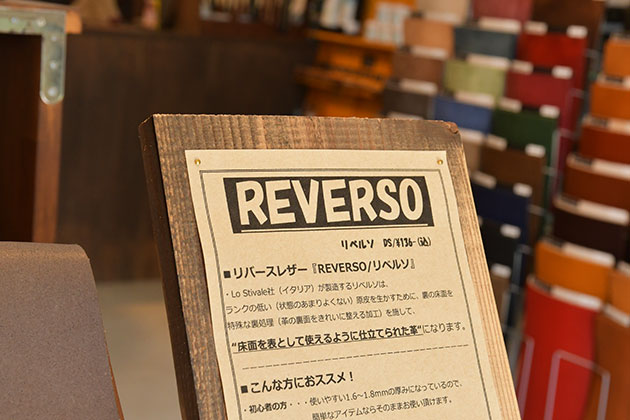 REVERSO
リベルソ DS/¥136-(込)
■リバースレザー『REVERSO/リベルソ』
・Lo Stivale社（イタリア）が製造するリベルソは、
ランクの低い（状態のあまりよくない）原皮を生かすために、裏の床面を
特殊な裏処理（革の裏面をきれいに整える加工）を施して、
“床面を表として使えるように仕立てられた革”になります。
■こんな方におススメ！
・初心者の方・・・使いやすい1.6～1.8mmの厚みになっているので、
簡単なアイテムならそのままお使い頂けます。